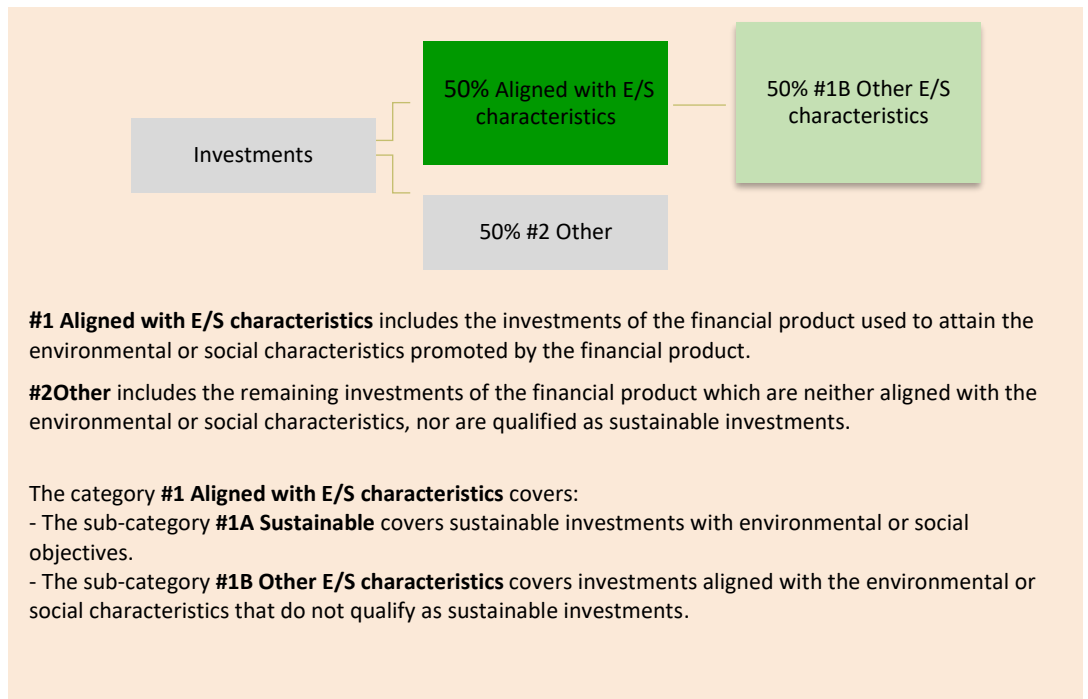 50% Aligned with E/S
characteristics
50% #1B Other E/S
characteristics
Investments
50% #2 Other
#1 Aligned with E/S characteristics includes the investments of the financial product used to attain the
environmental or social characteristics promoted by the financial product.
#2Other includes the remaining investments of the financial product which are neither aligned with the
environmental or social characteristics, nor are qualified as sustainable investments.
The category #1 Aligned with E/S characteristics covers:
- The sub-category #1A Sustainable covers sustainable investments with environmental or social
objectives.
- The sub-category #1B Other E/S characteristics covers investments aligned with the environmental or
social characteristics that do not qualify as sustainable investments.